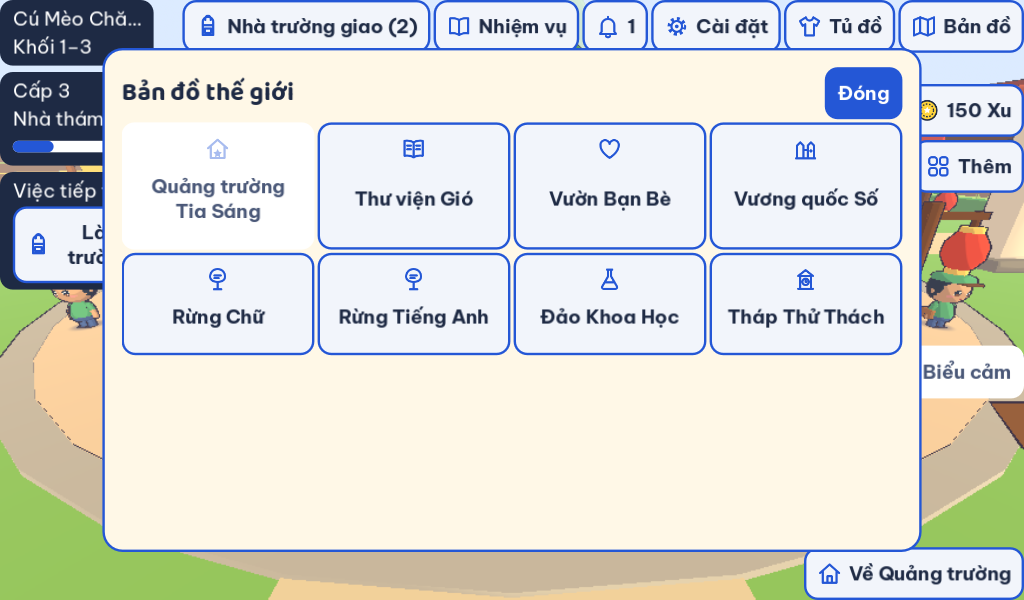 Cú Mèo Chă...
Khối 1–3
Nhà trường giao (2)
Nhiệm vụ
1
Cài đặt
Tủ đồ
Bản đồ
Cấp 3
Nhà thám
150 Xu
Thêm
Việc tiếp
Bản đồ thế giới
Đóng
Quảng trường
Tia Sáng
Thư viện Gió
Vườn Bạn Bè
Vương quốc Số
Rừng Chữ
Rừng Tiếng Anh
Đảo Khoa Học
Tháp Thử Thách
Biểu cảm
Về Quảng trường